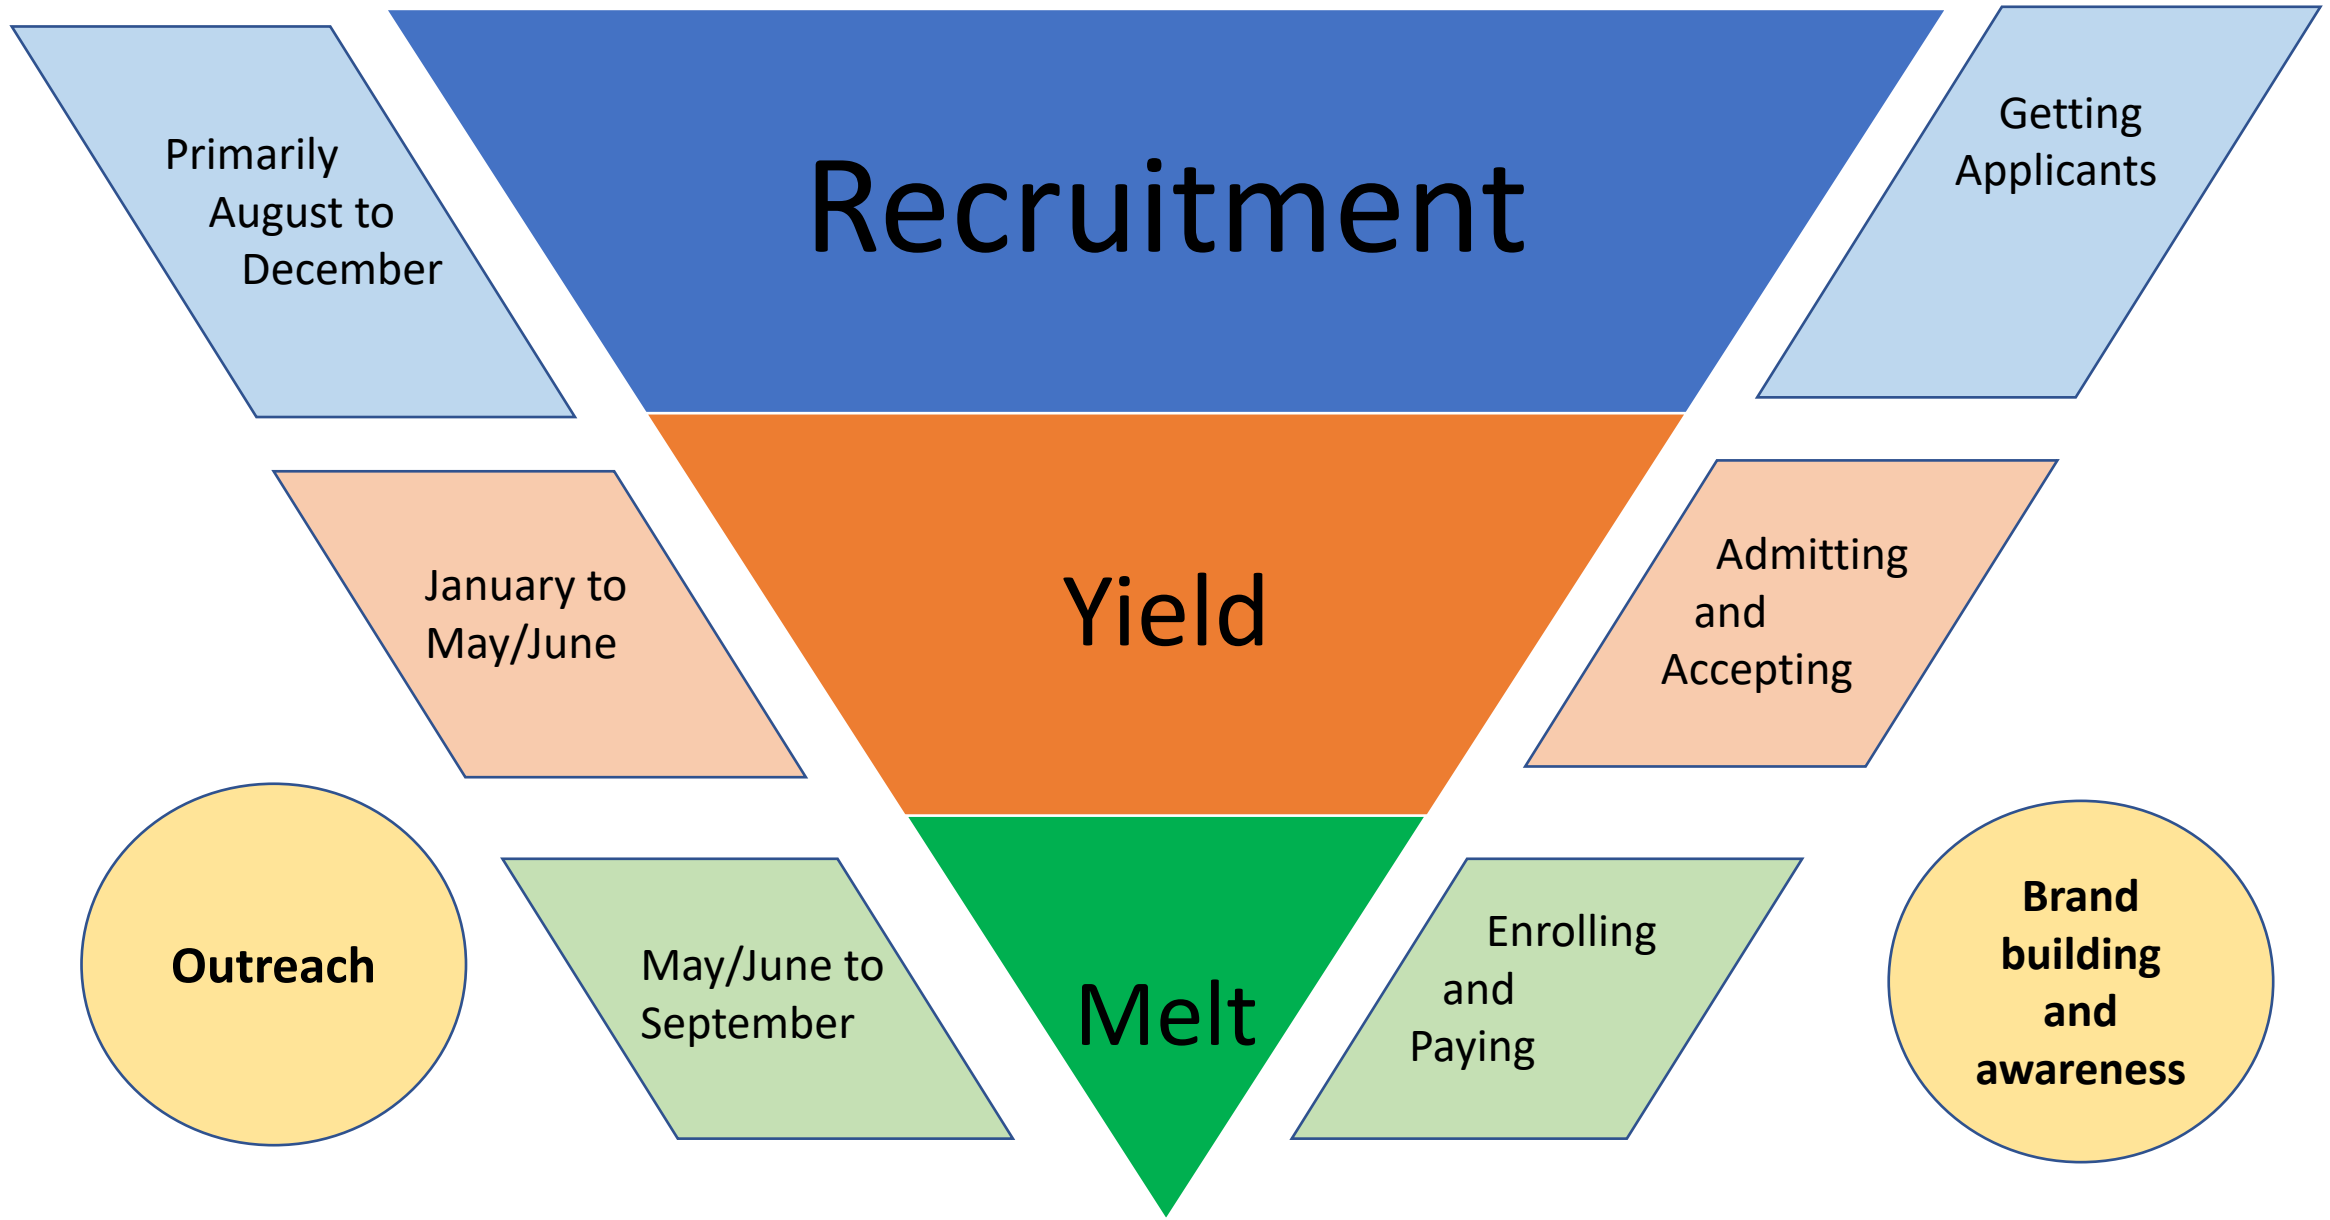 Primarily
August to
December
Recruitment
Getting
Applicants
January to
May/June
Yield
Admitting
and
Accepting
Outreach
May/June to
September
Melt
Enrolling
and
Paying
Brand
building
and
awareness